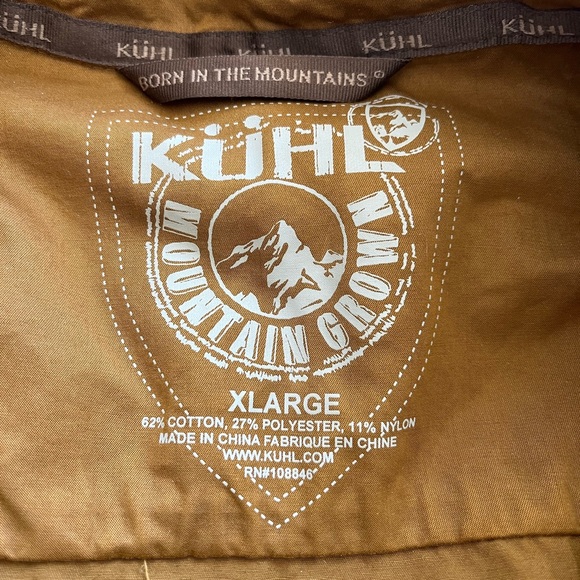 KÜHL KÜHL KÜHL KÜHL KÜHL
BORN IN THE MOUNTAINS®
KÜHL
MOUNTAIN GROWN
XLARGE
62% COTTON, 27% POLYESTER, 11% NYLON
MADE IN CHINA FABRIQUE EN CHINE
WWW.KUHL.COM
RN#108846